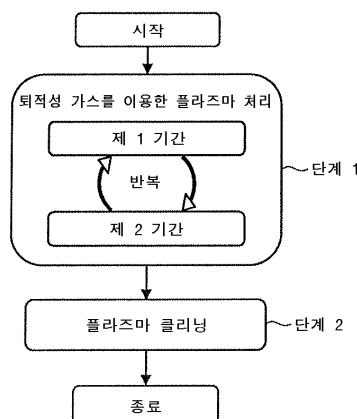 시작
퇴적성 가스를 이용한 플라즈마 처리
제 1 기간
반복
제 2 기간
단계 1
플라즈마 클리닝
단계 2
종료